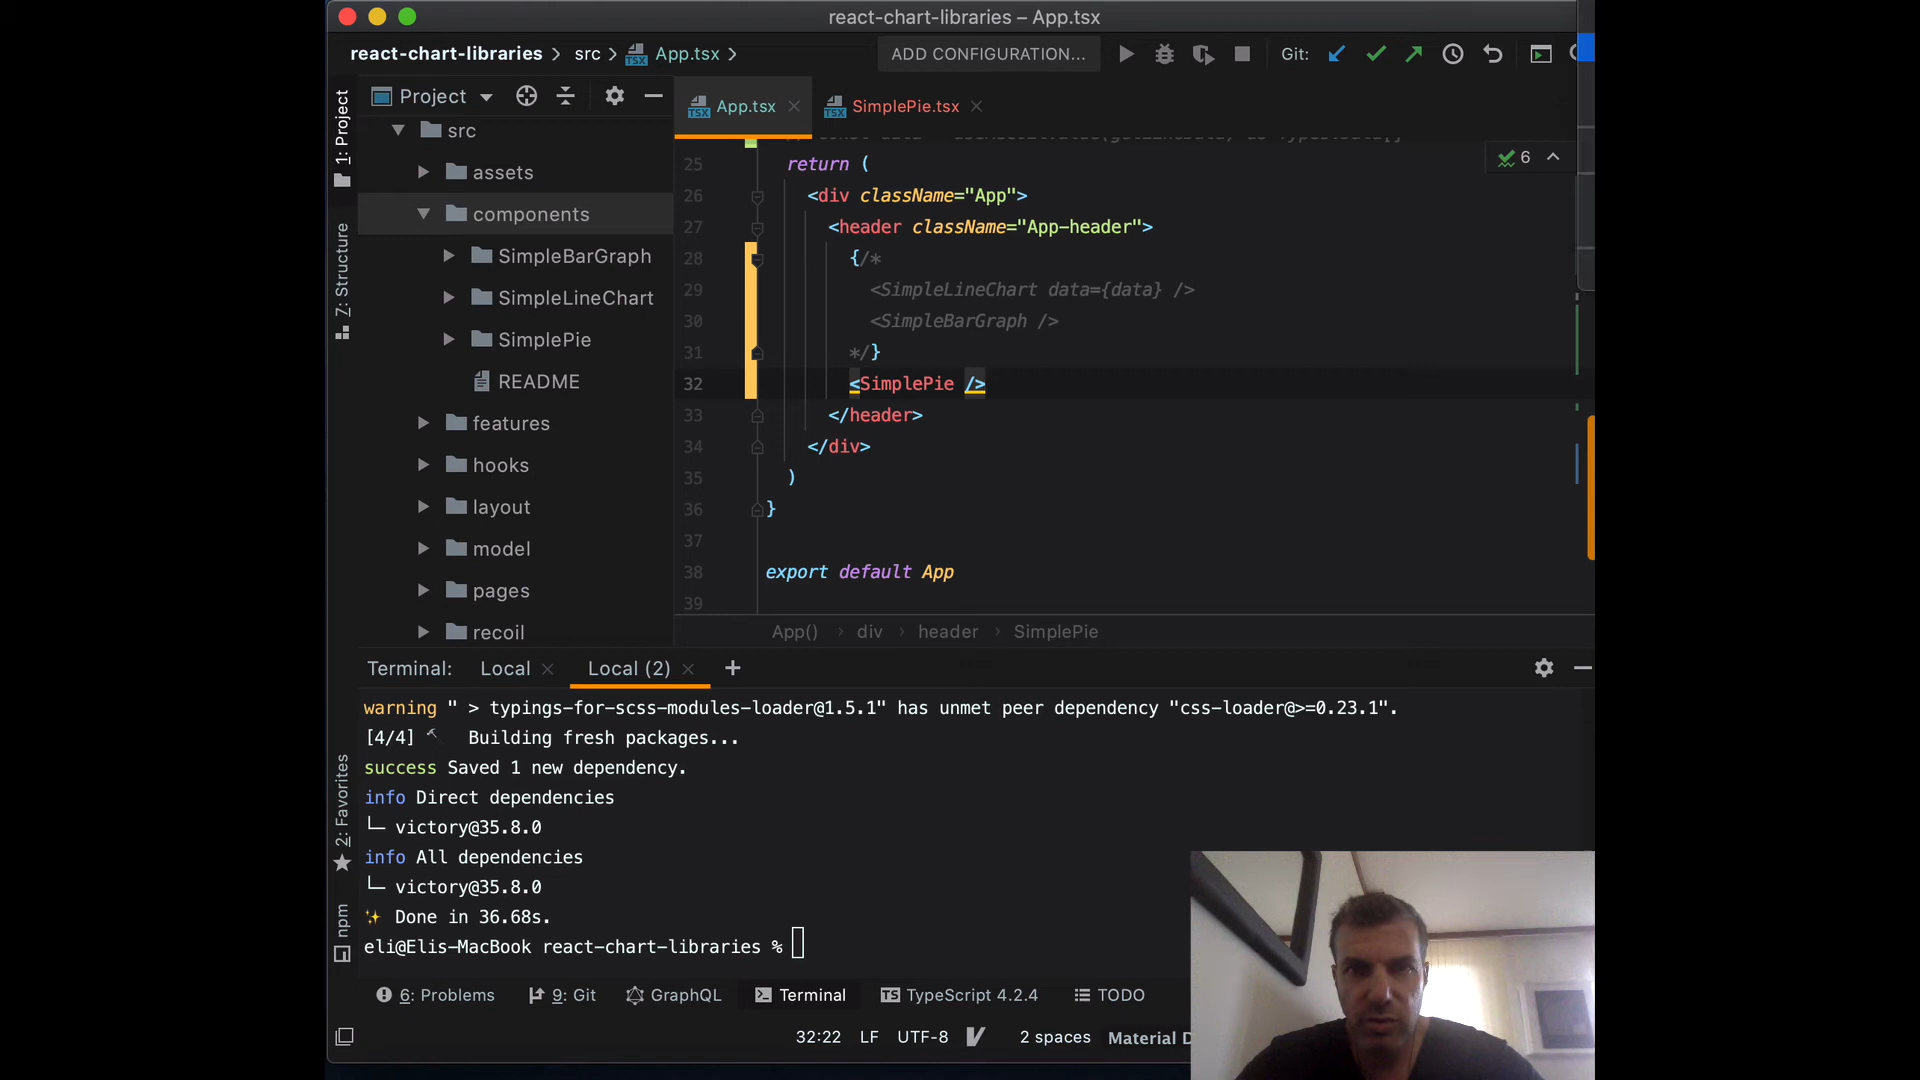 react-chart-libraries – App.tsx
react-chart-libraries
src
TSX App.tsx
ADD CONFIGURATION...
Git:
1: Project
Project
TSX App.tsx
TSX SimplePie.tsx
src
assets
components
SimpleBarGraph
SimpleLineChart
SimplePie
README
features
hooks
layout
model
pages
recoil
7: Structure
2: Favorites
npm
6
25 return (
26 <div className="App">
27 <header className="App-header">
28 {/*
29 <SimpleLineChart data={data} />
30 <SimpleBarGraph />
31 */}
32 <SimplePie />
33 </header>
34 </div>
35 )
36 }
37
38 export default App
39
App() › div › header › SimplePie
Terminal: Local Local (2)
warning " > typings-for-scss-modules-loader@1.5.1" has unmet peer dependency "css-loader@>=0.23.1".
[4/4] Building fresh packages...
success Saved 1 new dependency.
info Direct dependencies
└─ victory@35.8.0
info All dependencies
└─ victory@35.8.0
✨ Done in 36.68s.
eli@Elis-MacBook react-chart-libraries %
6: Problems 9: Git GraphQL Terminal TS TypeScript 4.2.4 TODO
32:22 LF UTF-8 2 spaces Material D